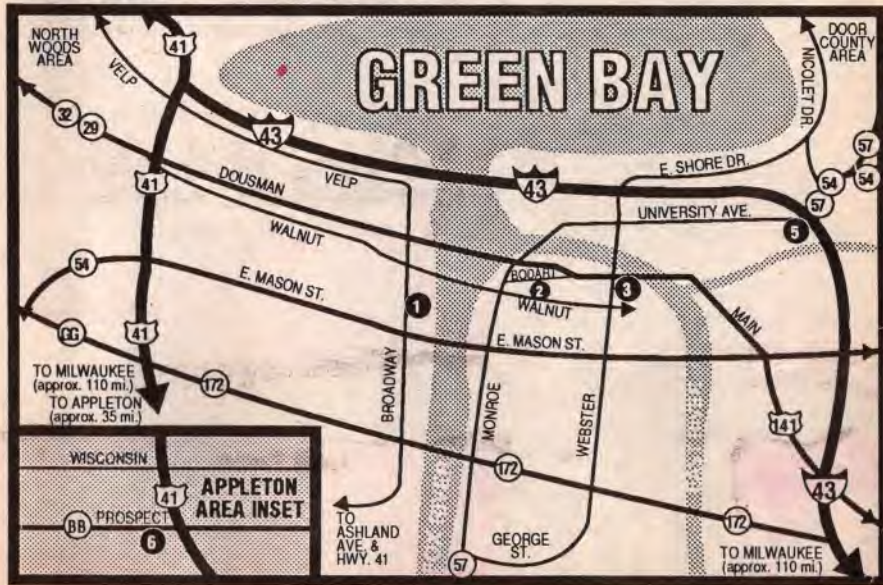 NORTH
WOODS
AREA
41
DOOR
COUNTY
AREA
VELP
GREEN BAY
NICOLET DR.
32
29
43
57
54
54
57
41
DOUSMAN
VELP
43
E. SHORE DR.
UNIVERSITY AVE.
5
WALNUT
BODART
54
E. MASON ST.
1
2
3
WALNUT
MAIN
GG
41
E. MASON ST.
TO MILWAUKEE
(approx. 110 mi.)
TO APPLETON
(approx. 35 mi.)
172
BROADWAY
MONROE
WEBSTER
141
WISCONSIN
41
APPLETON
AREA INSET
172
43
BB
PROSPECT
6
TO
ASHLAND
AVE. &
HWY. 41
GEORGE
ST.
57
172
TO MILWAUKEE
(approx. 110 mi.)